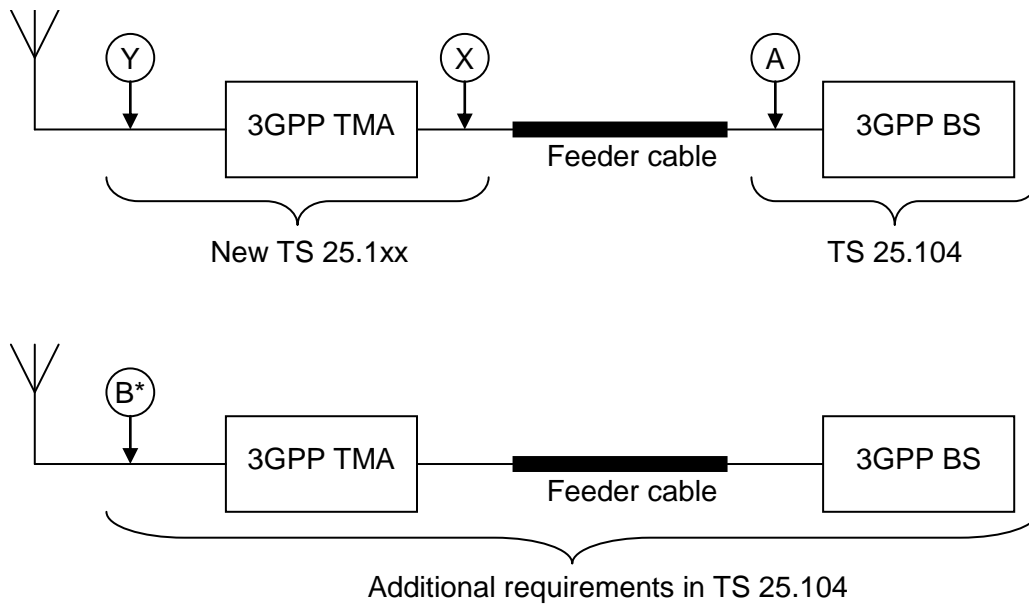 Y
X
A
3GPP TMA
3GPP BS
Feeder cable
New TS 25.1xx
TS 25.104
B*
3GPP TMA
3GPP BS
Feeder cable
Additional requirements in TS 25.104